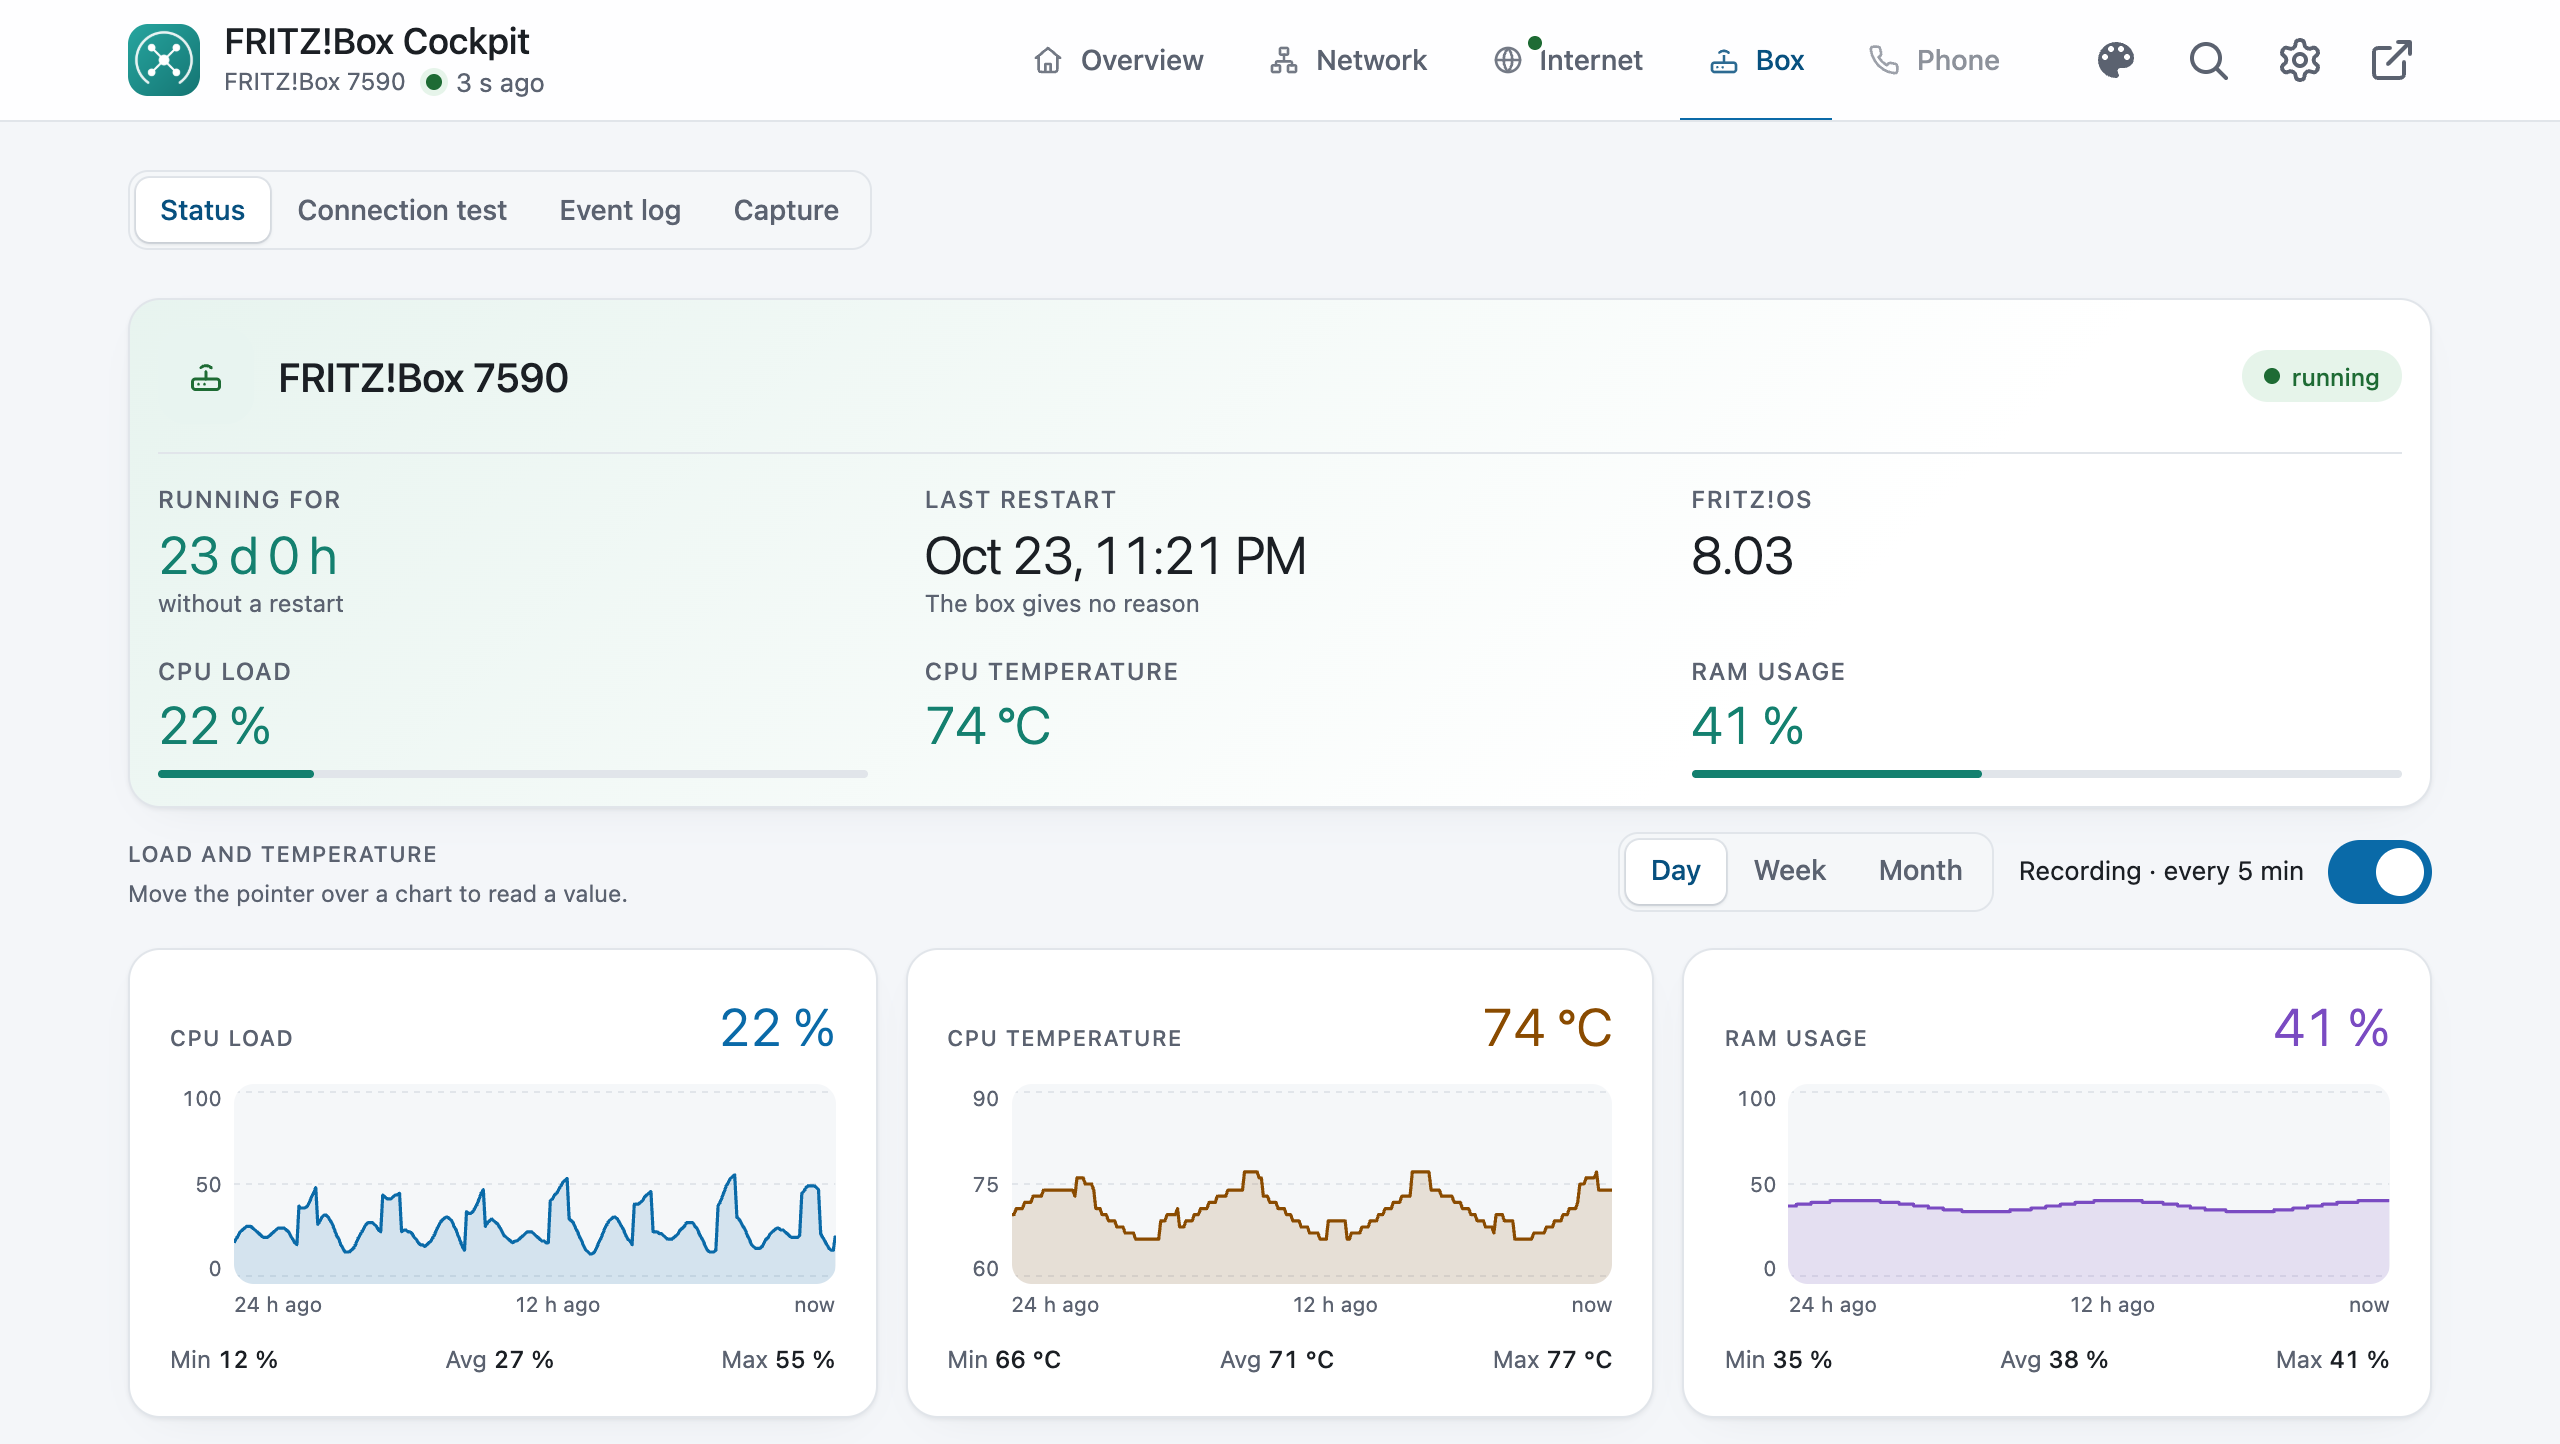 FRITZ!Box Cockpit
FRITZ!Box 7590 3 s ago
Overview Network Internet Box Phone
Status Connection test Event log Capture
FRITZ!Box 7590
running
RUNNING FOR LAST RESTART FRITZ!OS
23 d 0 h Oct 23, 11:21 PM 8.03
without a restart The box gives no reason
CPU LOAD CPU TEMPERATURE RAM USAGE
22 % 74 °C 41 %
LOAD AND TEMPERATURE
Move the pointer over a chart to read a value.
Day Week Month Recording · every 5 min
CPU LOAD 22 %
100
50
0
24 h ago 12 h ago now
Min 12 % Avg 27 % Max 55 %
CPU TEMPERATURE 74 °C
90
75
60
24 h ago 12 h ago now
Min 66 °C Avg 71 °C Max 77 °C
RAM USAGE 41 %
100
50
0
24 h ago 12 h ago now
Min 35 % Avg 38 % Max 41 %